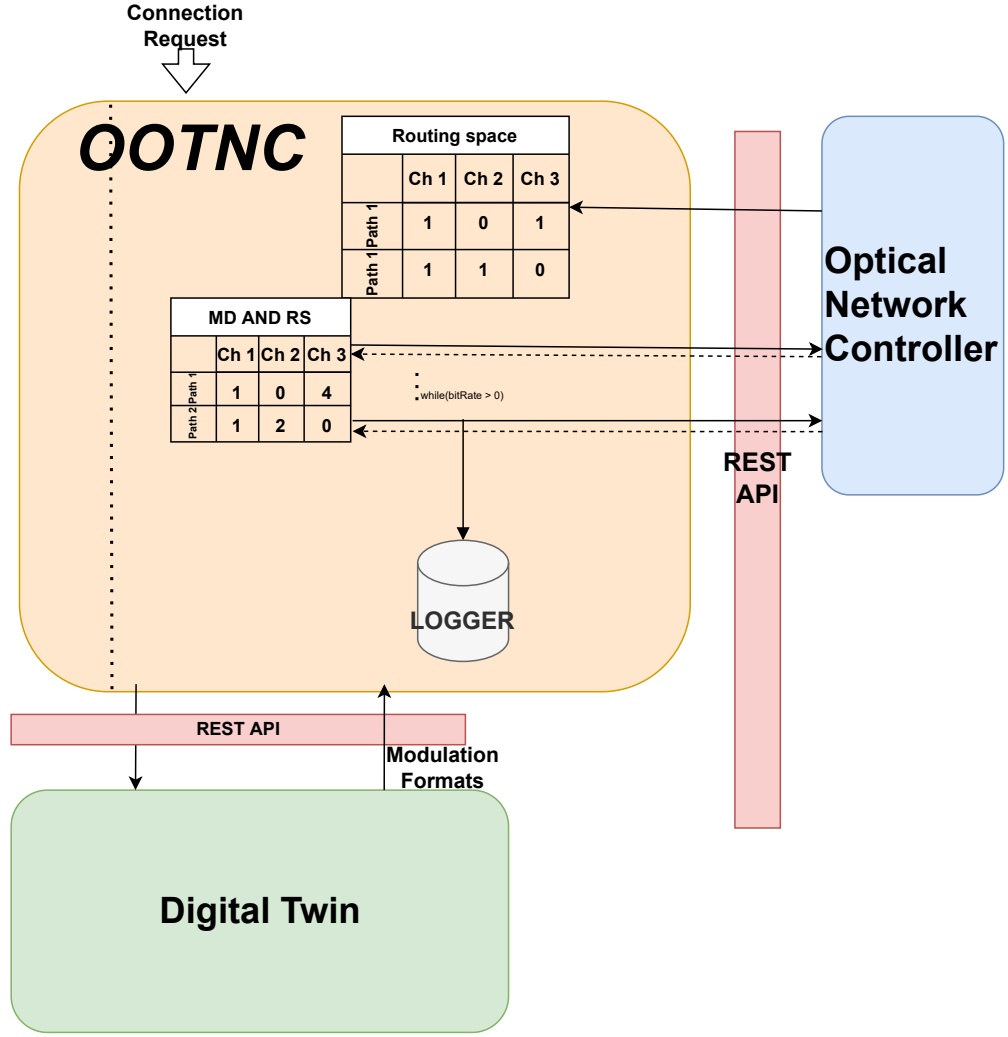 Connection
Request
OOTNC
Routing space
Ch 1 Ch 2 Ch 3
Path 1 1 0 1
Path 1 1 1 0
MD AND RS
Ch 1 Ch 2 Ch 3
Path 1 1 0 4
Path 2 1 2 0
while(bitRate > 0)
LOGGER
Optical
Network
Controller
REST
API
REST API
Modulation
Formats
Digital Twin